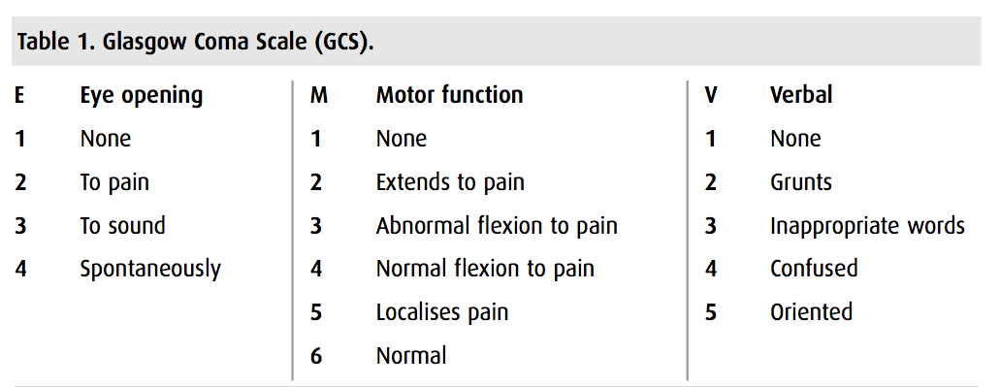 Table 1. Glasgow Coma Scale (GCS).
E Eye opening M Motor function V Verbal
1 None 1 None 1 None
2 To pain 2 Extends to pain 2 Grunts
3 To sound 3 Abnormal flexion to pain 3 Inappropriate words
4 Spontaneously 4 Normal flexion to pain 4 Confused
5 Localises pain 5 Oriented
6 Normal